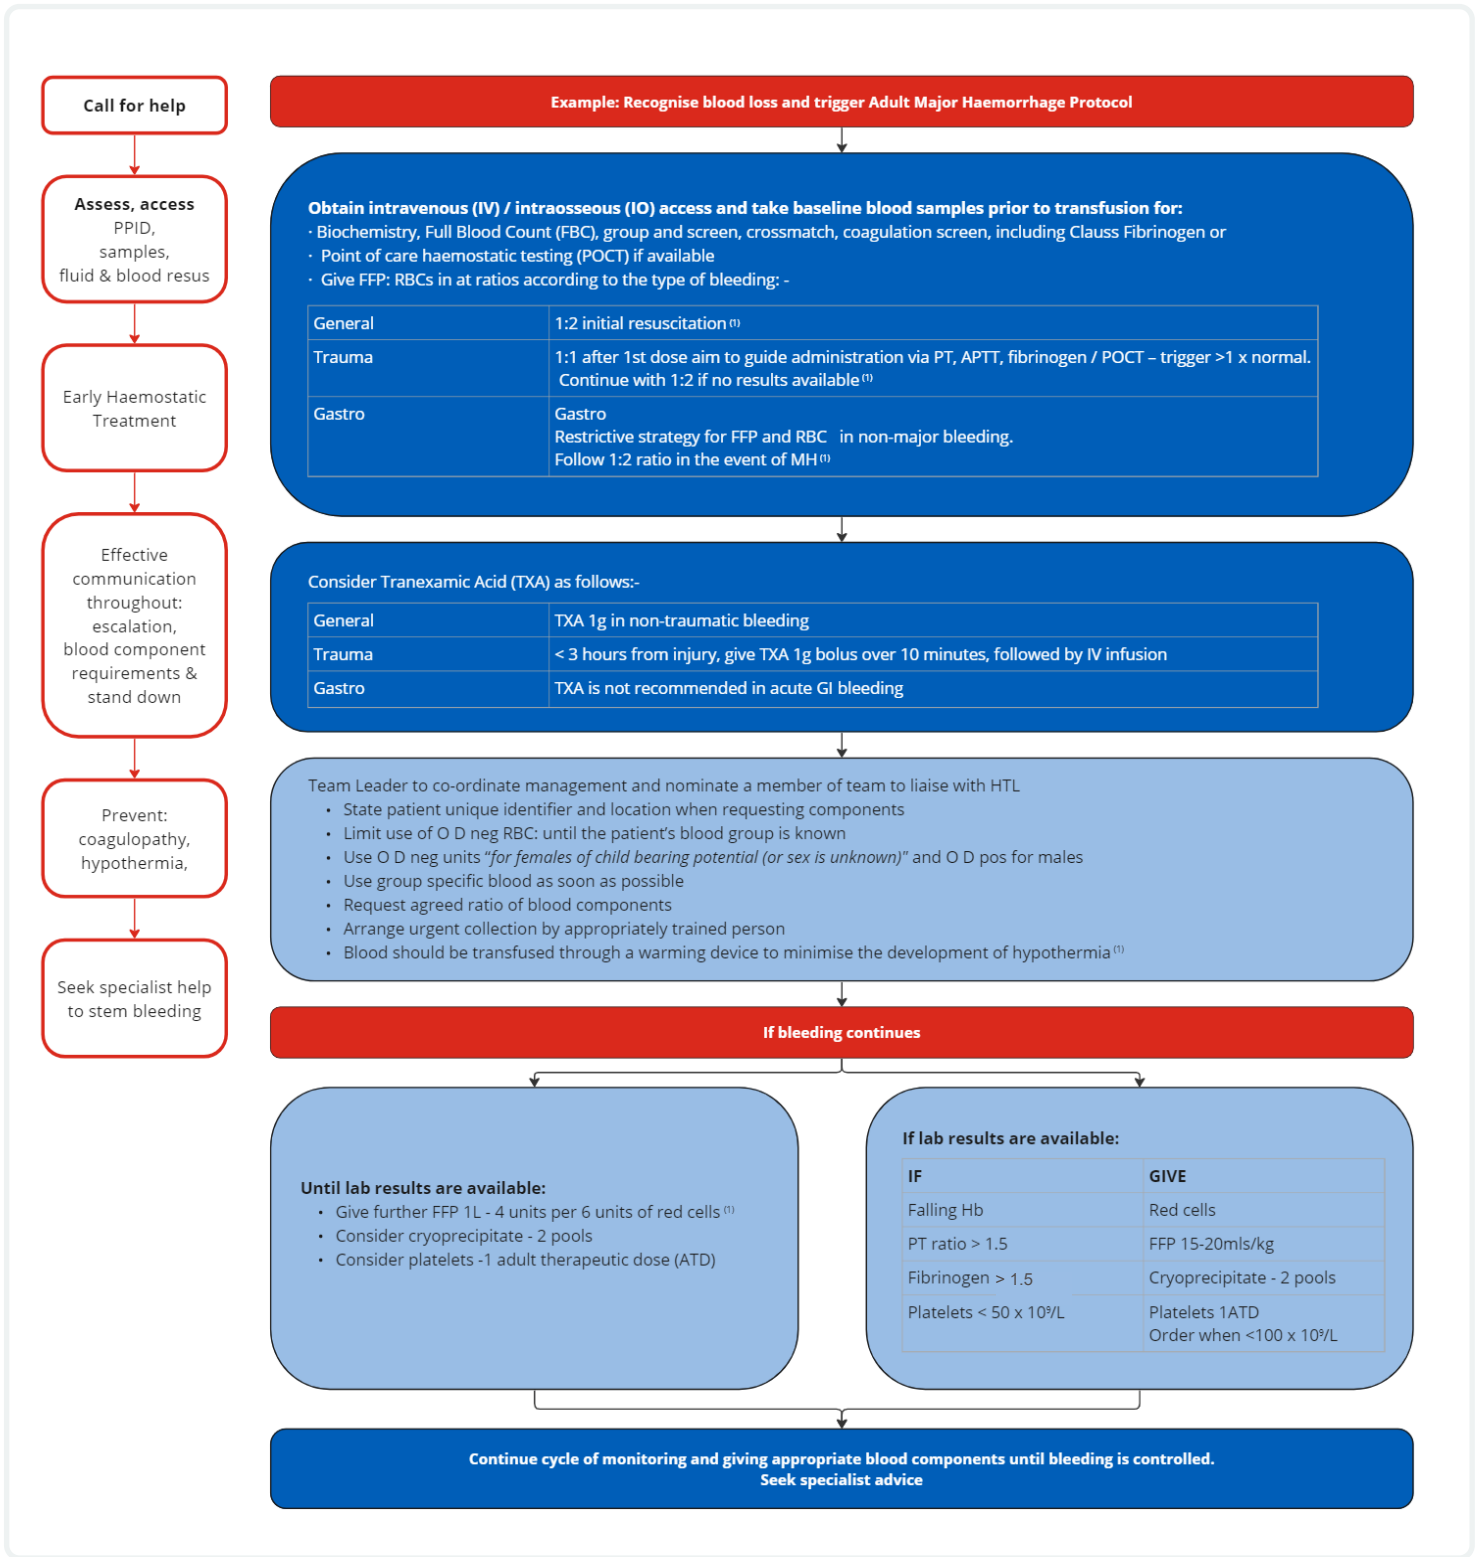 Call for help
Assess, access
PPID,
samples,
fluid & blood resus
Early Haemostatic
Treatment
Effective
communication
throughout:
escalation,
blood component
requirements &
stand down
Prevent:
coagulopathy,
hypothermia,
Seek specialist help
to stem bleeding
Example: Recognise blood loss and trigger Adult Major Haemorrhage Protocol
Obtain intravenous (IV) / intraosseous (IO) access and take baseline blood samples prior to transfusion for:
· Biochemistry, Full Blood Count (FBC), group and screen, crossmatch, coagulation screen, including Clauss Fibrinogen or
· Point of care haemostatic testing (POCT) if available
· Give FFP: RBCs in at ratios according to the type of bleeding: -
General 1:2 initial resuscitation (1)
Trauma 1:1 after 1st dose aim to guide administration via PT, APTT, fibrinogen / POCT – trigger >1 x normal.
Continue with 1:2 if no results available (1)
Gastro Gastro
Restrictive strategy for FFP and RBC in non-major bleeding.
Follow 1:2 ratio in the event of MH (1)
Consider Tranexamic Acid (TXA) as follows:-
General TXA 1g in non-traumatic bleeding
Trauma < 3 hours from injury, give TXA 1g bolus over 10 minutes, followed by IV infusion
Gastro TXA is not recommended in acute GI bleeding
Team Leader to co-ordinate management and nominate a member of team to liaise with HTL
• State patient unique identifier and location when requesting components
• Limit use of O D neg RBC: until the patient’s blood group is known
• Use O D neg units “for females of child bearing potential (or sex is unknown)” and O D pos for males
• Use group specific blood as soon as possible
• Request agreed ratio of blood components
• Arrange urgent collection by appropriately trained person
• Blood should be transfused through a warming device to minimise the development of hypothermia (1)
If bleeding continues
Until lab results are available:
• Give further FFP 1L - 4 units per 6 units of red cells (1)
• Consider cryoprecipitate - 2 pools
• Consider platelets -1 adult therapeutic dose (ATD)
If lab results are available:
IF GIVE
Falling Hb Red cells
PT ratio > 1.5 FFP 15-20mls/kg
Fibrinogen > 1.5 Cryoprecipitate - 2 pools
Platelets < 50 x 10⁹/L Platelets 1ATD
Order when <100 x 10⁹/L
Continue cycle of monitoring and giving appropriate blood components until bleeding is controlled.
Seek specialist advice